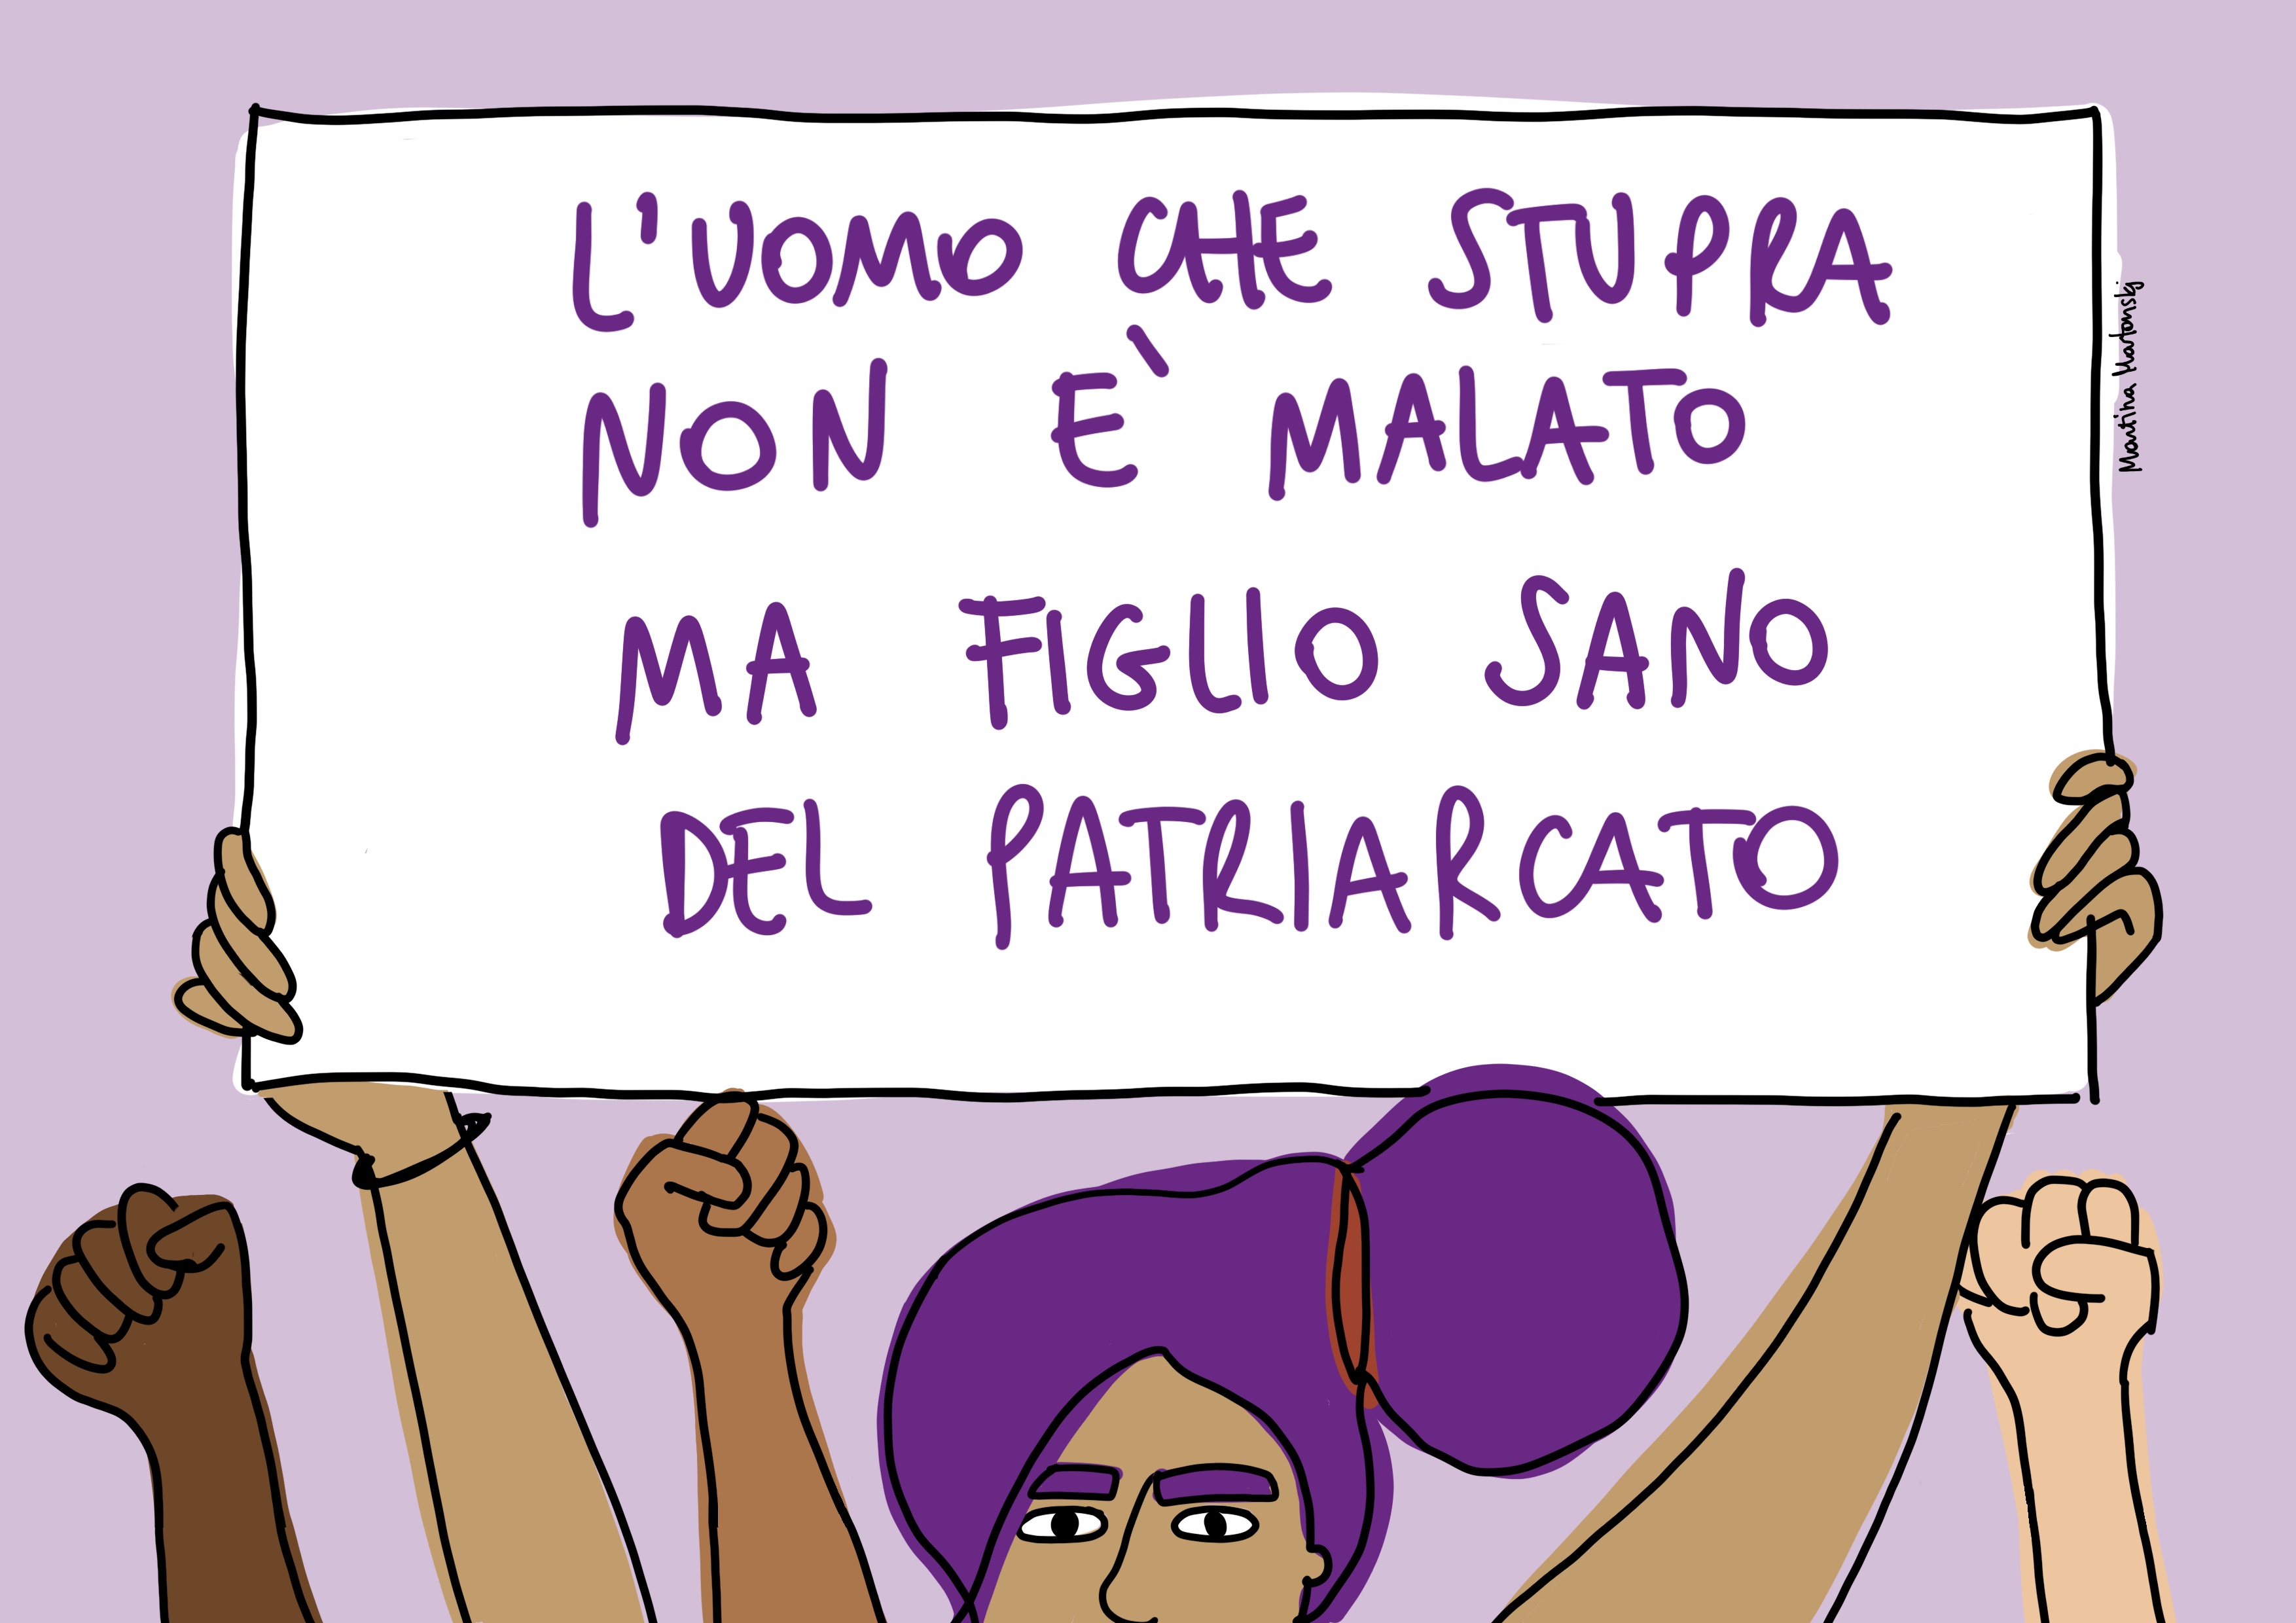 L'UOMO CHE STUPRA
NON E` MALATO
MA FIGLIO SANO
DEL PATRIARCATO